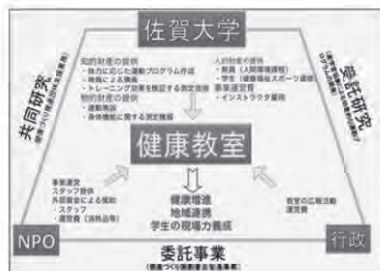 佐賀大学
知的財産の提供
・体力に応じた運動プログラム作成
・映画による講義
・トレーニング効果を検証する測定技術
物的財産の提供
・運動施設
・身体機能に関する測定機器
人的財産の提供
・教員（人間環境課程）
・学生（健康福祉スポーツ選修）
事業運営費
・インストラクタ雇用
共同研究
受託研究
健康教室
事業運営
スタッフ提供
外部資金による援助
・スタッフ
・運営費（消耗品等）
健康増進
地域連携
学生の現場力養成
教室の広報活動
運営費
NPO
行政
委託事業